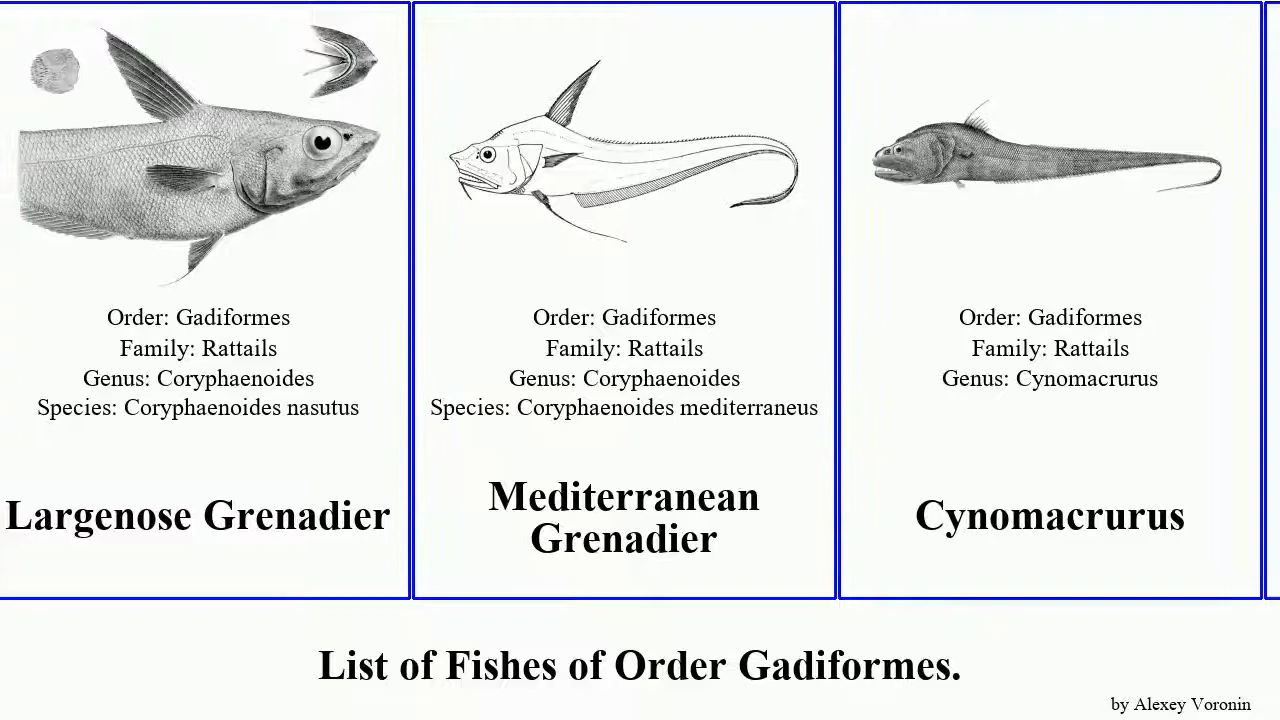 Order: Gadiformes
Family: Rattails
Genus: Coryphaenoides
Species: Coryphaenoides nasutus
Largenose Grenadier
Order: Gadiformes
Family: Rattails
Genus: Coryphaenoides
Species: Coryphaenoides mediterraneus
Mediterranean
Grenadier
Order: Gadiformes
Family: Rattails
Genus: Cynomacrurus
Cynomacrurus
List of Fishes of Order Gadiformes.
by Alexey Voronin